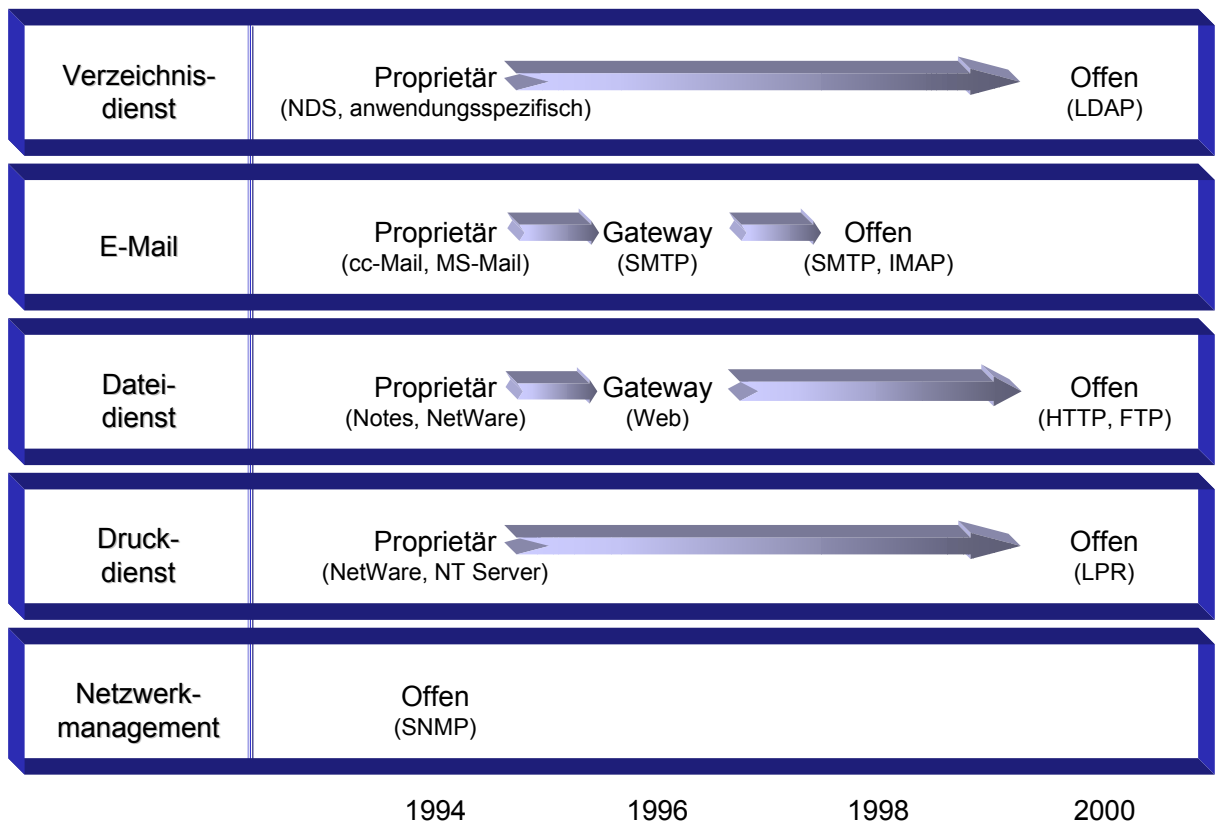 Verzeichnis-
dienst
Proprietär
(NDS, anwendungsspezifisch)
Offen
(LDAP)
E-Mail
Proprietär
(cc-Mail, MS-Mail)
Gateway
(SMTP)
Offen
(SMTP, IMAP)
Datei-
dienst
Proprietär
(Notes, NetWare)
Gateway
(Web)
Offen
(HTTP, FTP)
Druck-
dienst
Proprietär
(NetWare, NT Server)
Offen
(LPR)
Netzwerk-
management
Offen
(SNMP)
1994 1996 1998 2000